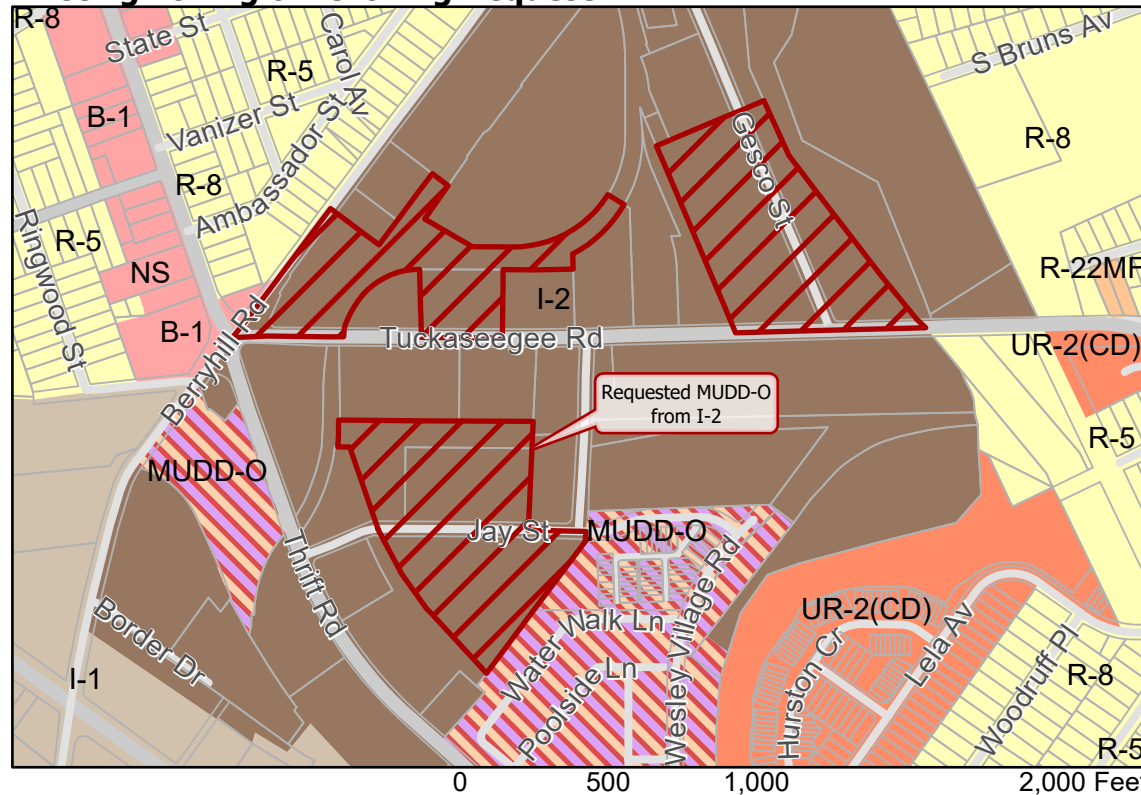 R-8
State St
Carol Av
R-5
B-1
Vanizer St
Ambassador St
R-8
S Bruns Av
R-8
Gesco St
Ringwood St
R-5
NS
B-1
Berryhill Rd
I-2
Tuckaseegee Rd
R-22MF
UR-2(CD)
R-5
Requested MUDD-O
from I-2
MUDD-O
Jay St
MUDD-O
Thrift Rd
Wesley Village Rd
Water Walk Ln
Poolside Ln
UR-2(CD)
Hurston Cr
Lela Av
Woodruff Pl
R-8
R-5
Border Dr
I-1
0 500 1,000 2,000 Feet